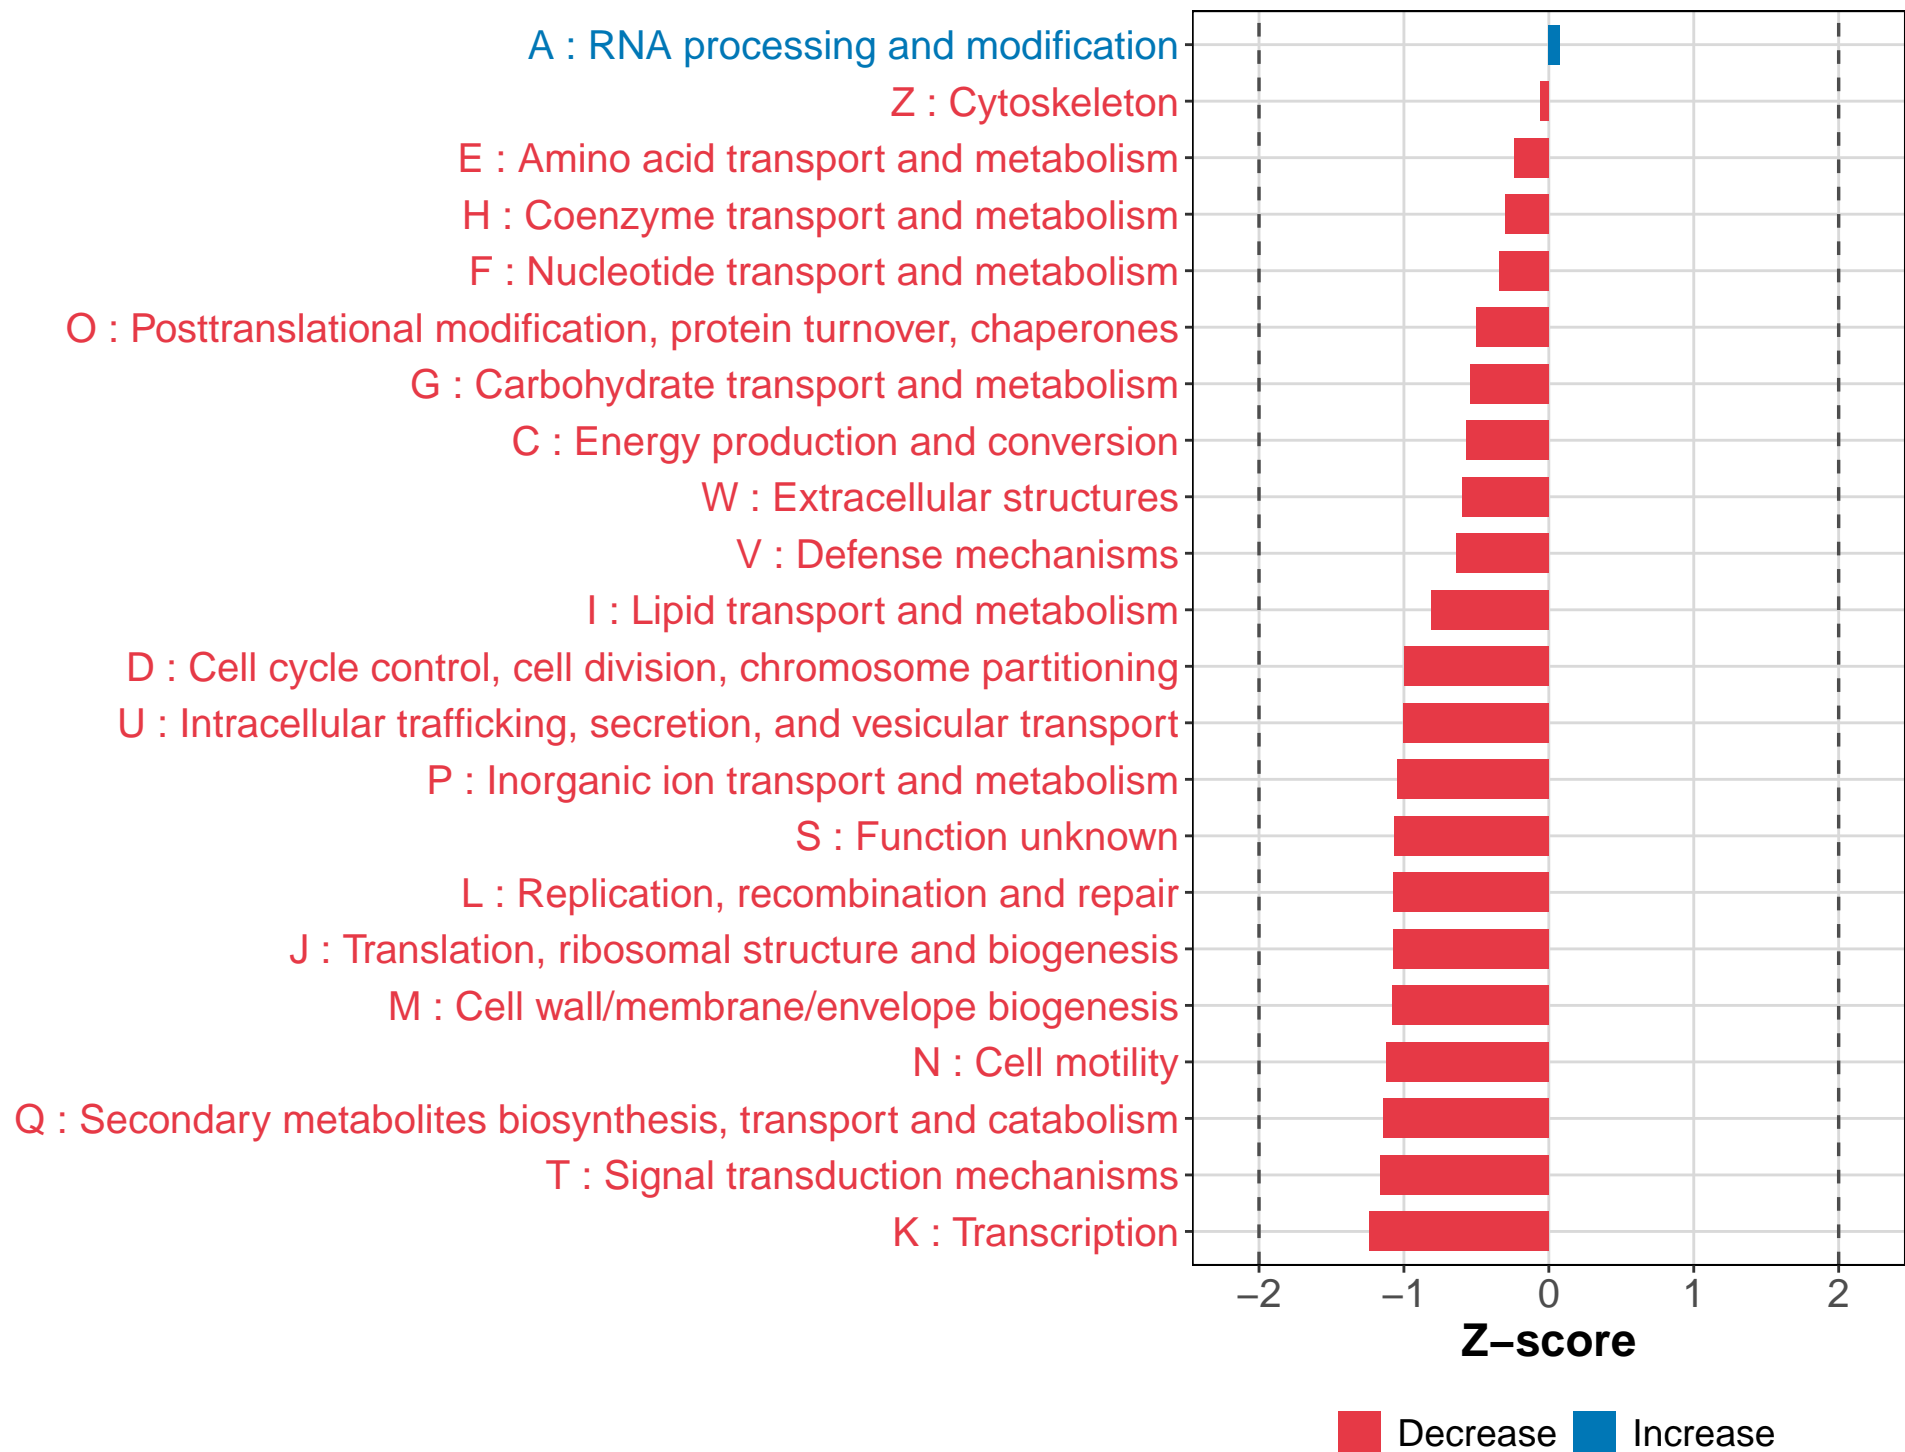 A : RNA processing and modification
Z : Cytoskeleton
E : Amino acid transport and metabolism
H : Coenzyme transport and metabolism
F : Nucleotide transport and metabolism
O : Posttranslational modification, protein turnover, chaperones
G : Carbohydrate transport and metabolism
C : Energy production and conversion
W : Extracellular structures
V : Defense mechanisms
I : Lipid transport and metabolism
D : Cell cycle control, cell division, chromosome partitioning
U : Intracellular trafficking, secretion, and vesicular transport
P : Inorganic ion transport and metabolism
S : Function unknown
L : Replication, recombination and repair
J : Translation, ribosomal structure and biogenesis
M : Cell wall/membrane/envelope biogenesis
N : Cell motility
Q : Secondary metabolites biosynthesis, transport and catabolism
T : Signal transduction mechanisms
K : Transcription
−2 −1 0 1 2
Z−score
Decrease Increase